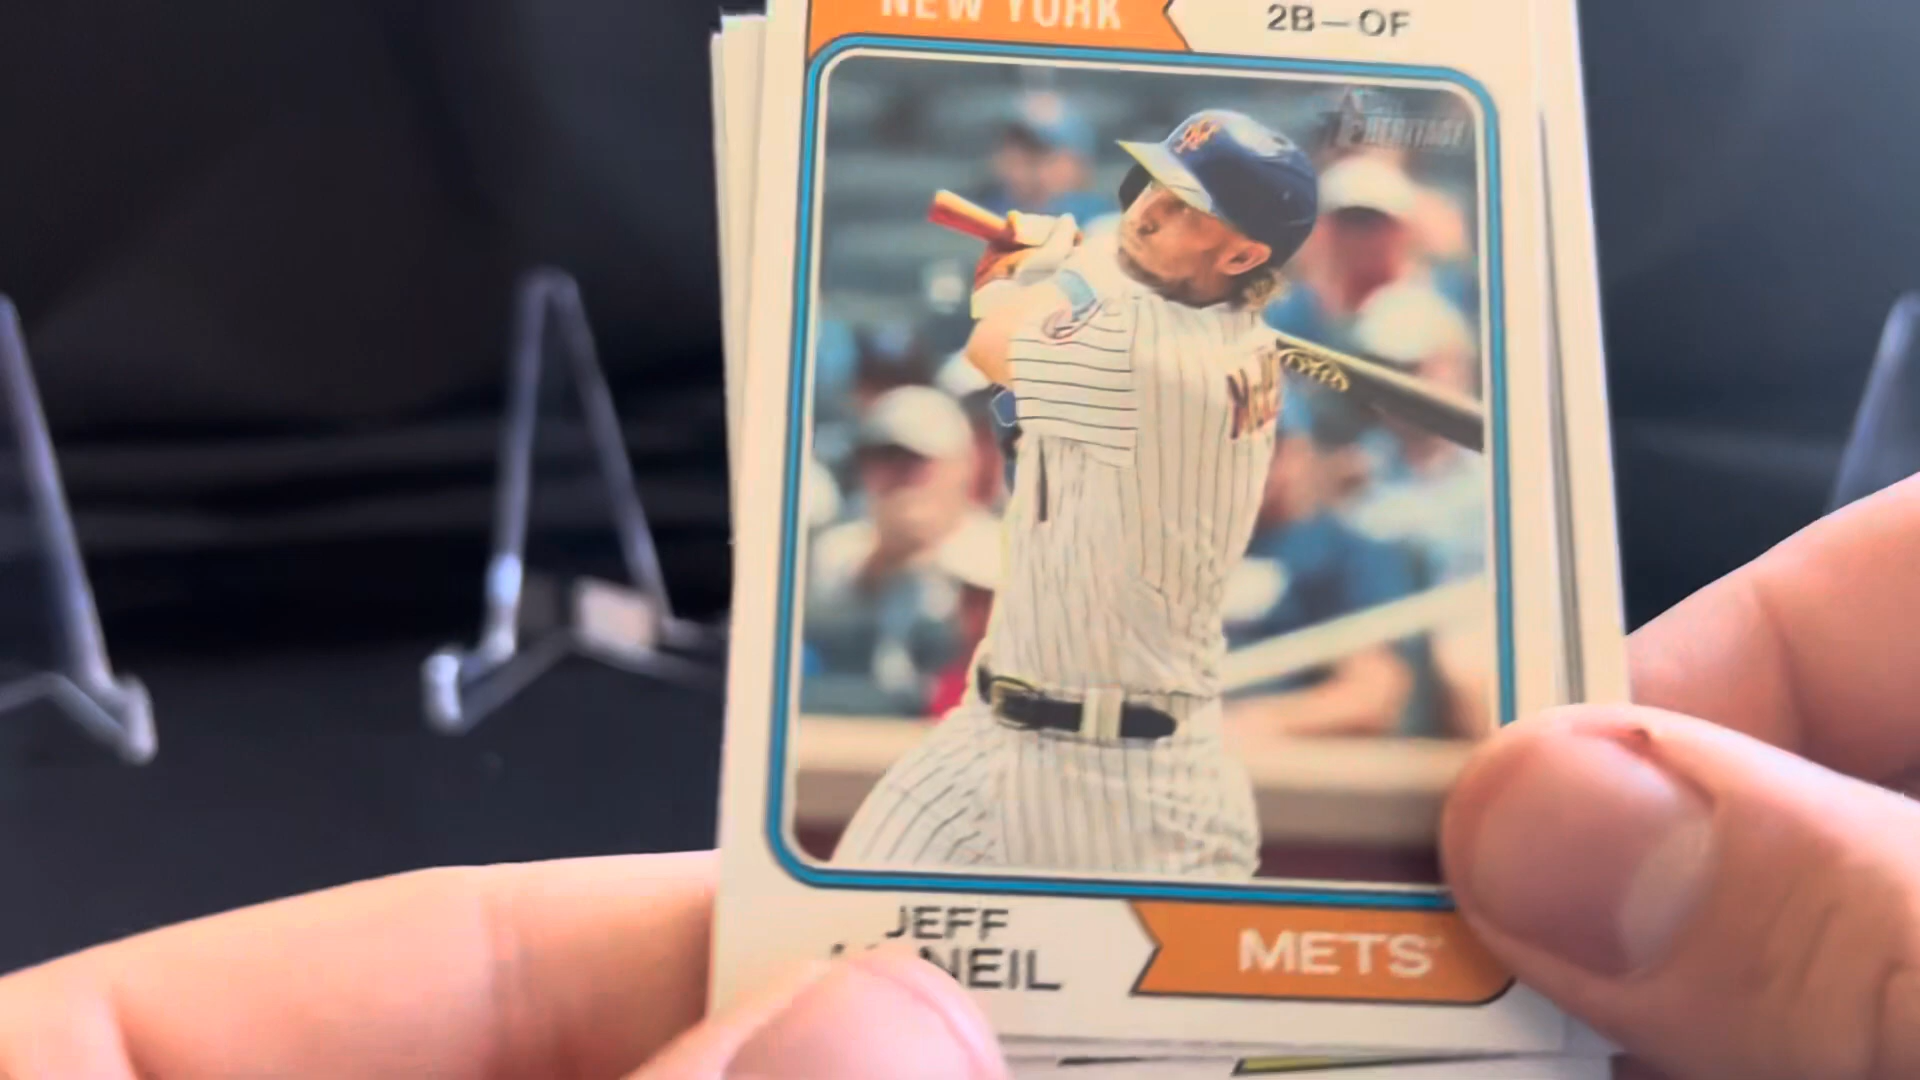 NEW YORK
2B—OF
HERITAGE
JEFF
McNEIL
METS